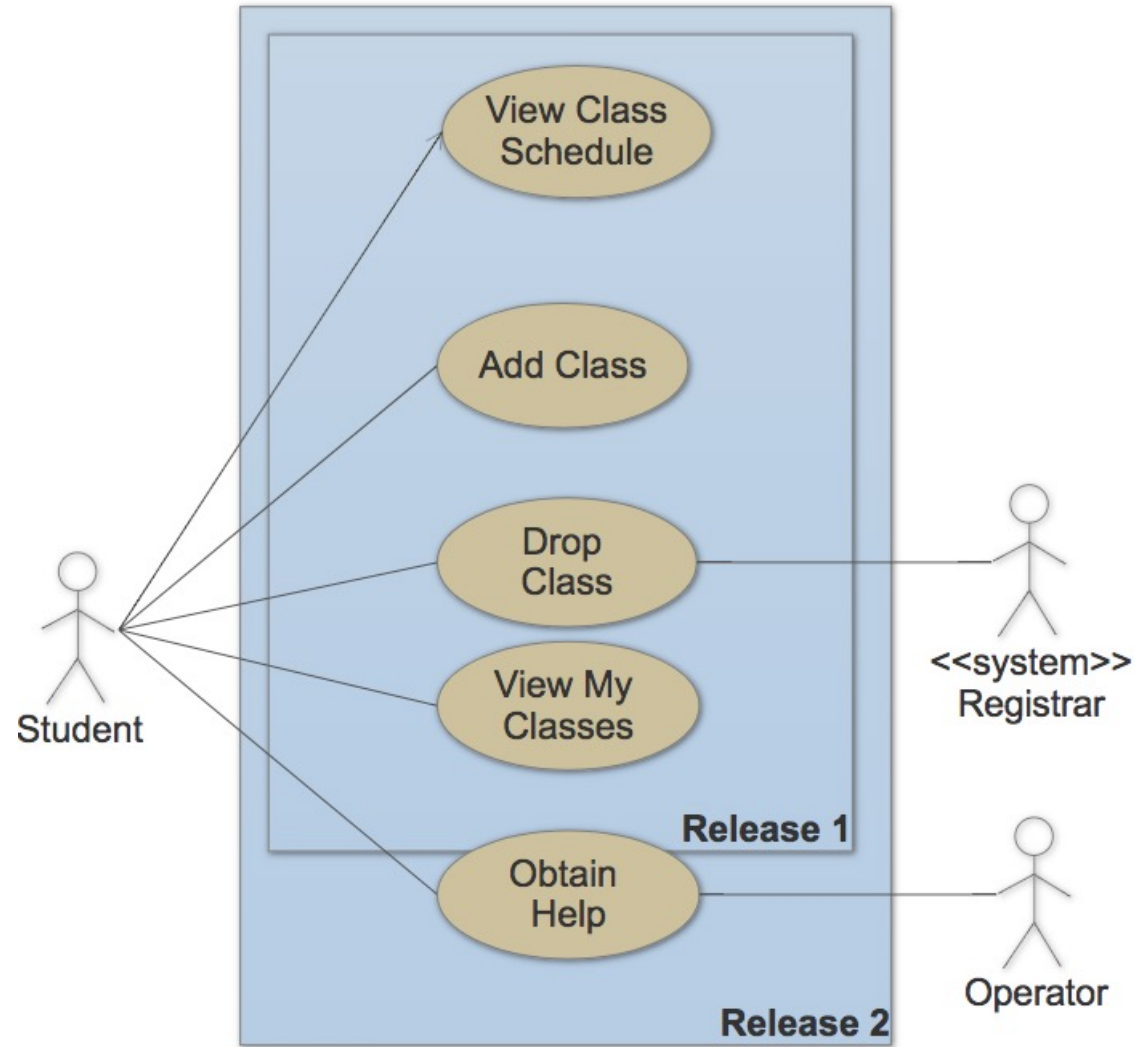 View Class
Schedule
Add Class
Drop
Class
View My
Classes
<<system>>
Registrar
Student
Release 1
Obtain
Help
Operator
Release 2